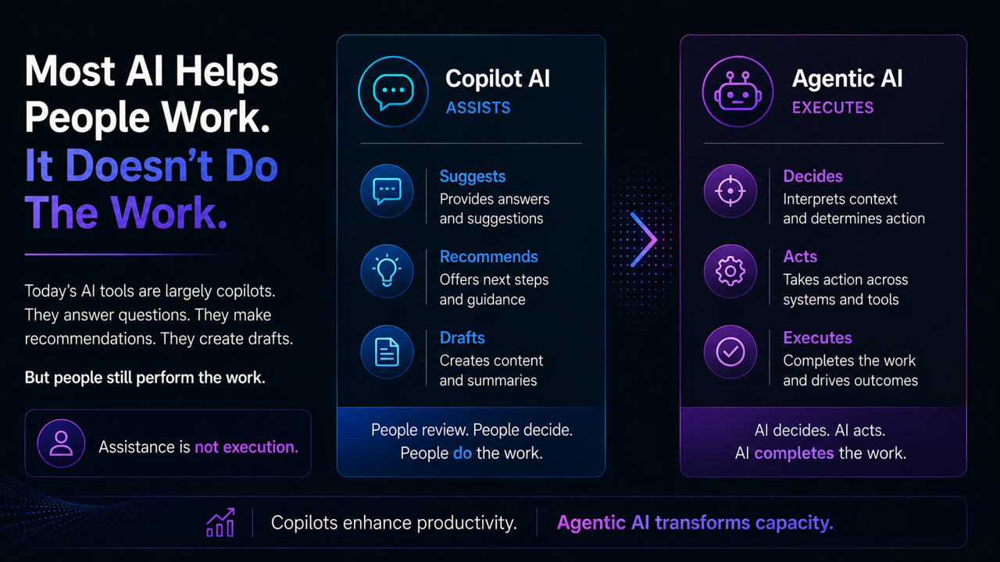 Most AI Helps
People Work.
It Doesn’t Do
The Work.
Today’s AI tools are largely copilots.
They answer questions. They make
recommendations. They create drafts.
But people still perform the work.
Assistance is not execution.
Copilot AI
ASSISTS
Suggests
Provides answers
and suggestions
Recommends
Offers next steps
and guidance
Drafts
Creates content
and summaries
People review. People decide.
People do the work.
Agentic AI
EXECUTES
Decides
Interprets context
and determines action
Acts
Takes action across
systems and tools
Executes
Completes the work
and drives outcomes
AI decides. AI acts.
AI completes the work.
Copilots enhance productivity.
Agentic AI transforms capacity.